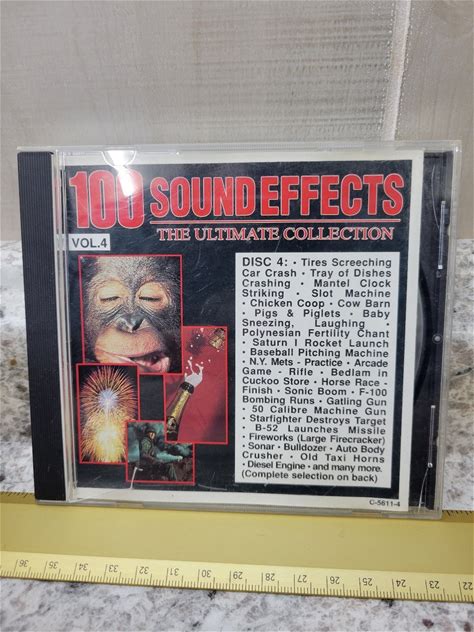 100 SOUND EFFECTS
THE ULTIMATE COLLECTION
VOL.4
DISC 4: • Tires Screeching
Car Crash • Tray of Dishes
Crashing • Mantel Clock
Striking • Slot Machine
• Chicken Coop • Cow Barn
• Pigs & Piglets • Baby
Sneezing, Laughing •
Polynesian Fertility Chant
• Saturn I Rocket Launch
• Baseball Pitching Machine
• N.Y. Mets - Practice • Arcade
Game • Rifle • Bedlam in
Cuckoo Store • Horse Race -
Finish • Sonic Boom • F-100
Bombing Runs • Gatling Gun
• 50 Calibre Machine Gun
• Starfighter Destroys Target
• B-52 Launches Missile
• Fireworks (Large Firecracker)
• Sonar • Bulldozer • Auto Body
Crusher • Old Taxi Horns
• Diesel Engine • and many more.
(Complete selection on back)
C-5611-4
36 35 34 33 32 31 30 29 28 27 26 25 24 23 22